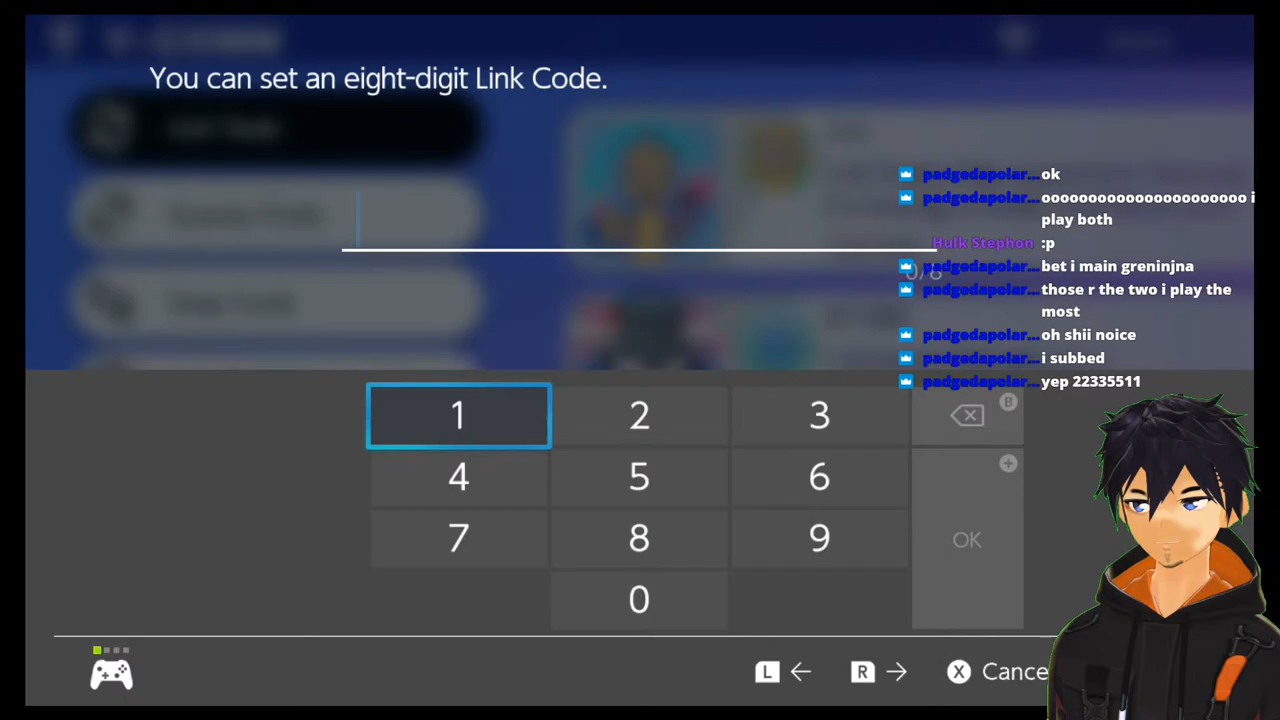 You can set an eight-digit Link Code.
padgedapolar... ok
oooooooooooooooooooooo i
play both
Hulk Stephon :p
0/8
padgedapolar... bet i main greninjna
padgedapolar... those r the two i play the
most
padgedapolar... oh shii noice
padgedapolar... i subbed
padgedapolar... yep 22335511
1 2 3 B
4 5 6 +
7 8 9 OK
0
L ← R → X Cance